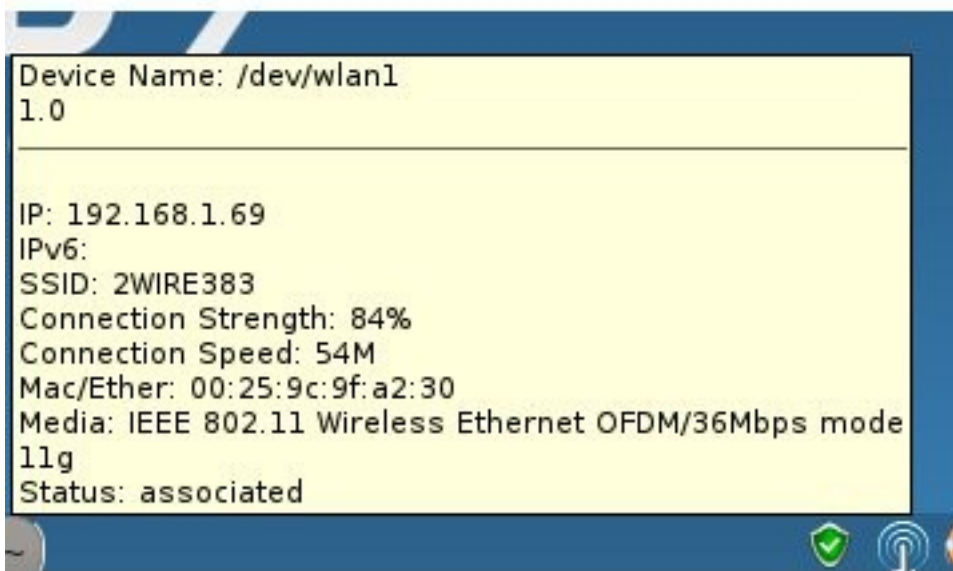 Device Name: /dev/wlan1
1.0
IP: 192.168.1.69
IPv6:
SSID: 2WIRE383
Connection Strength: 84%
Connection Speed: 54M
Mac/Ether: 00:25:9c:9f:a2:30
Media: IEEE 802.11 Wireless Ethernet OFDM/36Mbps mode
11g
Status: associated
~